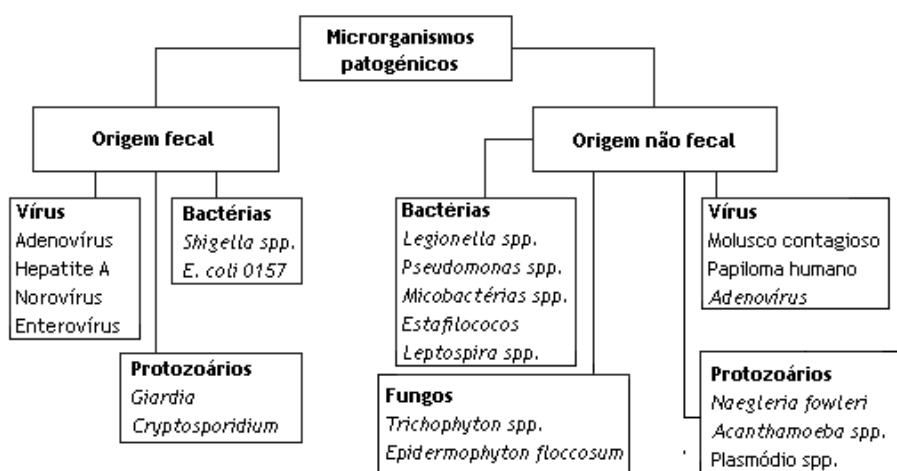 Microrganismos
patogénicos
Origem fecal
Origem não fecal
Vírus
Adenovírus
Hepatite A
Norovírus
Enterovírus
Bactérias
Shigella spp.
E. coli 0157
Protozoários
Giardia
Cryptosporidium
Bactérias
Legionella spp.
Pseudomonas spp.
Micobactérias spp.
Estafilococos
Leptospira spp.
Fungos
Trichophyton spp.
Epidermophyton floccosum
Vírus
Molusco contagioso
Papiloma humano
Adenovírus
Protozoários
Naegleria fowleri
Acanthamoeba spp.
Plasmódio spp.